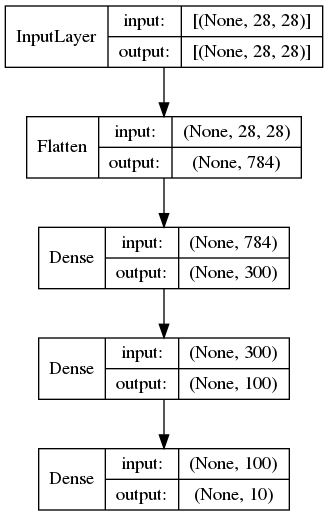 InputLayer input: [(None, 28, 28)]
output: [(None, 28, 28)]
Flatten input: (None, 28, 28)
output: (None, 784)
Dense input: (None, 784)
output: (None, 300)
Dense input: (None, 300)
output: (None, 100)
Dense input: (None, 100)
output: (None, 10)